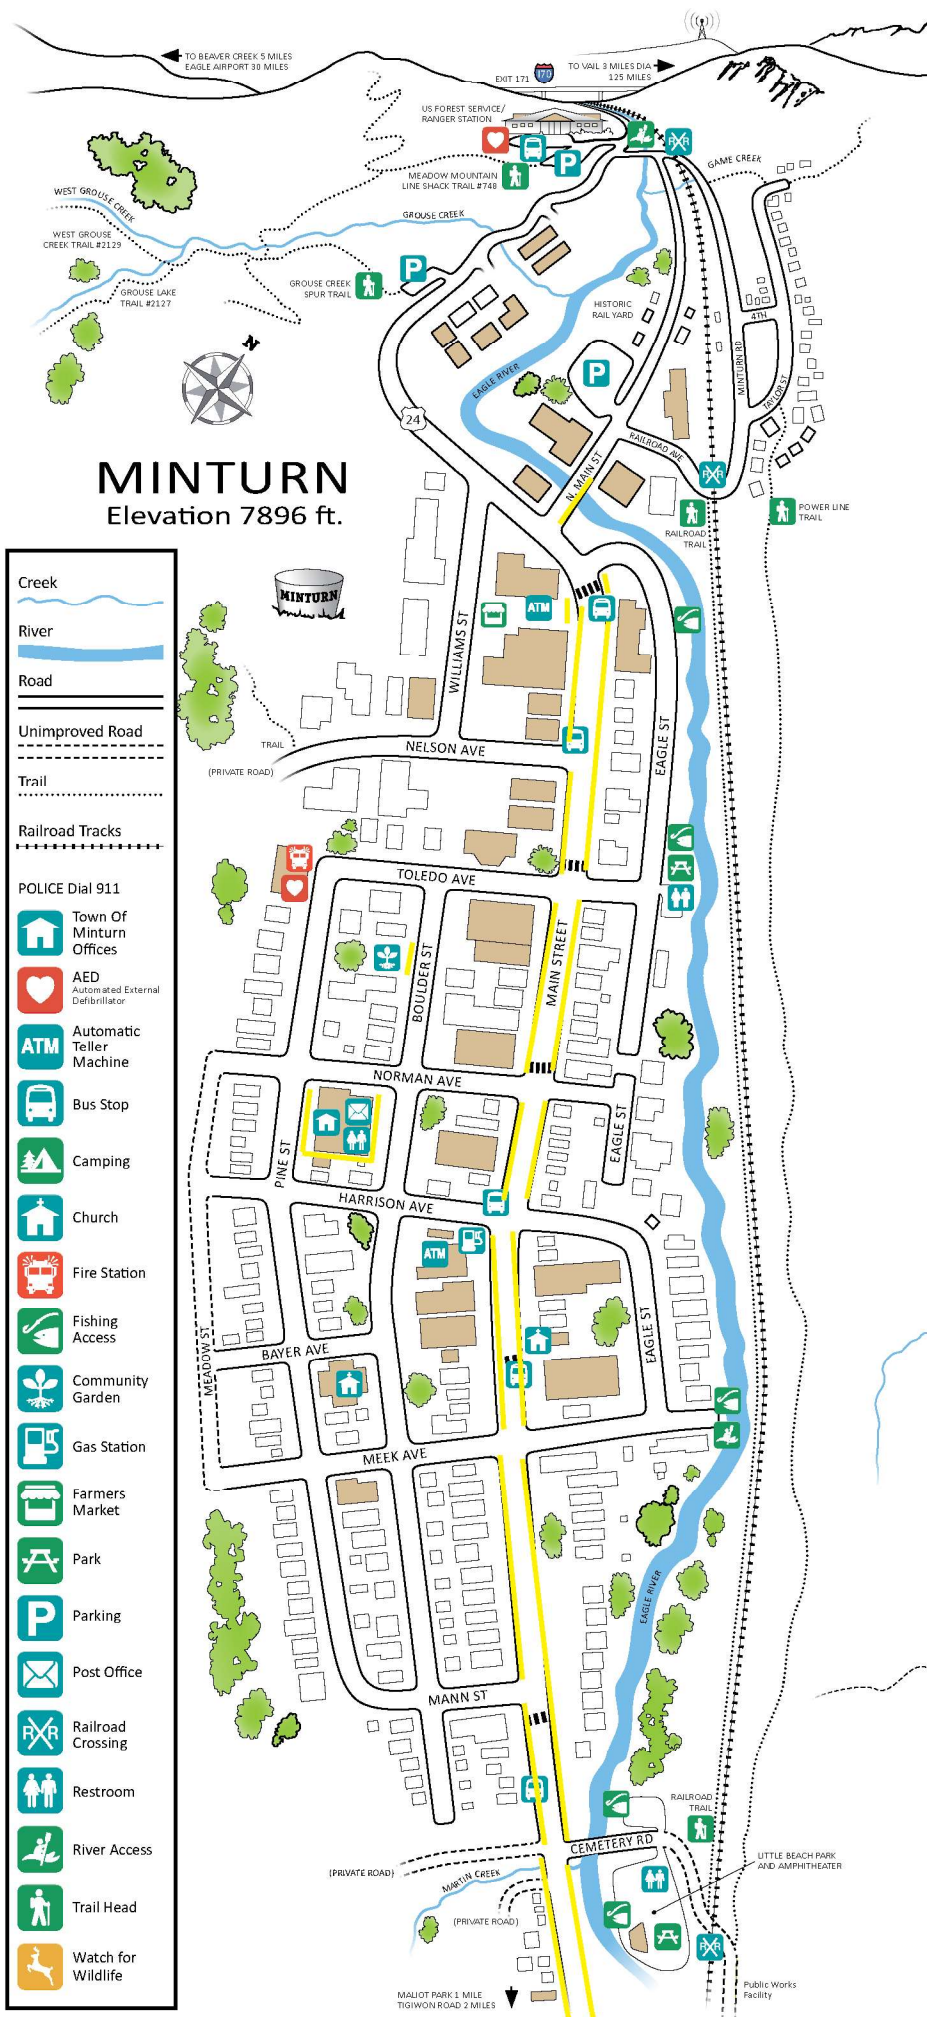 TO BEAVER CREEK 5 MILES
EAGLE AIRPORT 30 MILES
EXIT 171
170
TO VAIL 3 MILES DIA
125 MILES
US FOREST SERVICE/
RANGER STATION
P
RXR
GAME CREEK
MEADOW MOUNTAIN
LINE SHACK TRAIL #748
WEST GROUSE CREEK
GROUSE CREEK
WEST GROUSE
CREEK TRAIL #2129
GROUSE LAKE
TRAIL #2127
GROUSE CREEK
SPUR TRAIL
P
HISTORIC
RAIL YARD
4TH
N
P
MINTURN RD
TAYLOR ST
EAGLE RIVER
24
RAILROAD AVE
N. MAIN ST
RXR
MINTURN
Elevation 7896 ft.
RAILROAD
TRAIL
POWER LINE
TRAIL
MINTURN
ATM
WILLIAMS ST
EAGLE ST
TRAIL
NELSON AVE
(PRIVATE ROAD)
TOLEDO AVE
BOULDER ST
MAIN STREET
NORMAN AVE
PINE ST
EAGLE ST
HARRISON AVE
ATM
MEADOW ST
BAYER AVE
EAGLE ST
MEEK AVE
EAGLE RIVER
MANN ST
RAILROAD
TRAIL
CEMETERY RD
LITTLE BEACH PARK
AND AMPHITHEATER
(PRIVATE ROAD)
MARTIN CREEK
(PRIVATE ROAD)
RXR
Public Works
Facility
MALIOT PARK 1 MILE
TIGIWON ROAD 2 MILES
Creek
River
Road
Unimproved Road
Trail
Railroad Tracks
POLICE Dial 911
Town Of
Minturn
Offices
AED
Automated External
Defibrillator
ATM
Automatic
Teller
Machine
Bus Stop
Camping
Church
Fire Station
Fishing
Access
Community
Garden
Gas Station
Farmers
Market
Park
P
Parking
Post Office
RXR
Railroad
Crossing
Restroom
River Access
Trail Head
Watch for
Wildlife